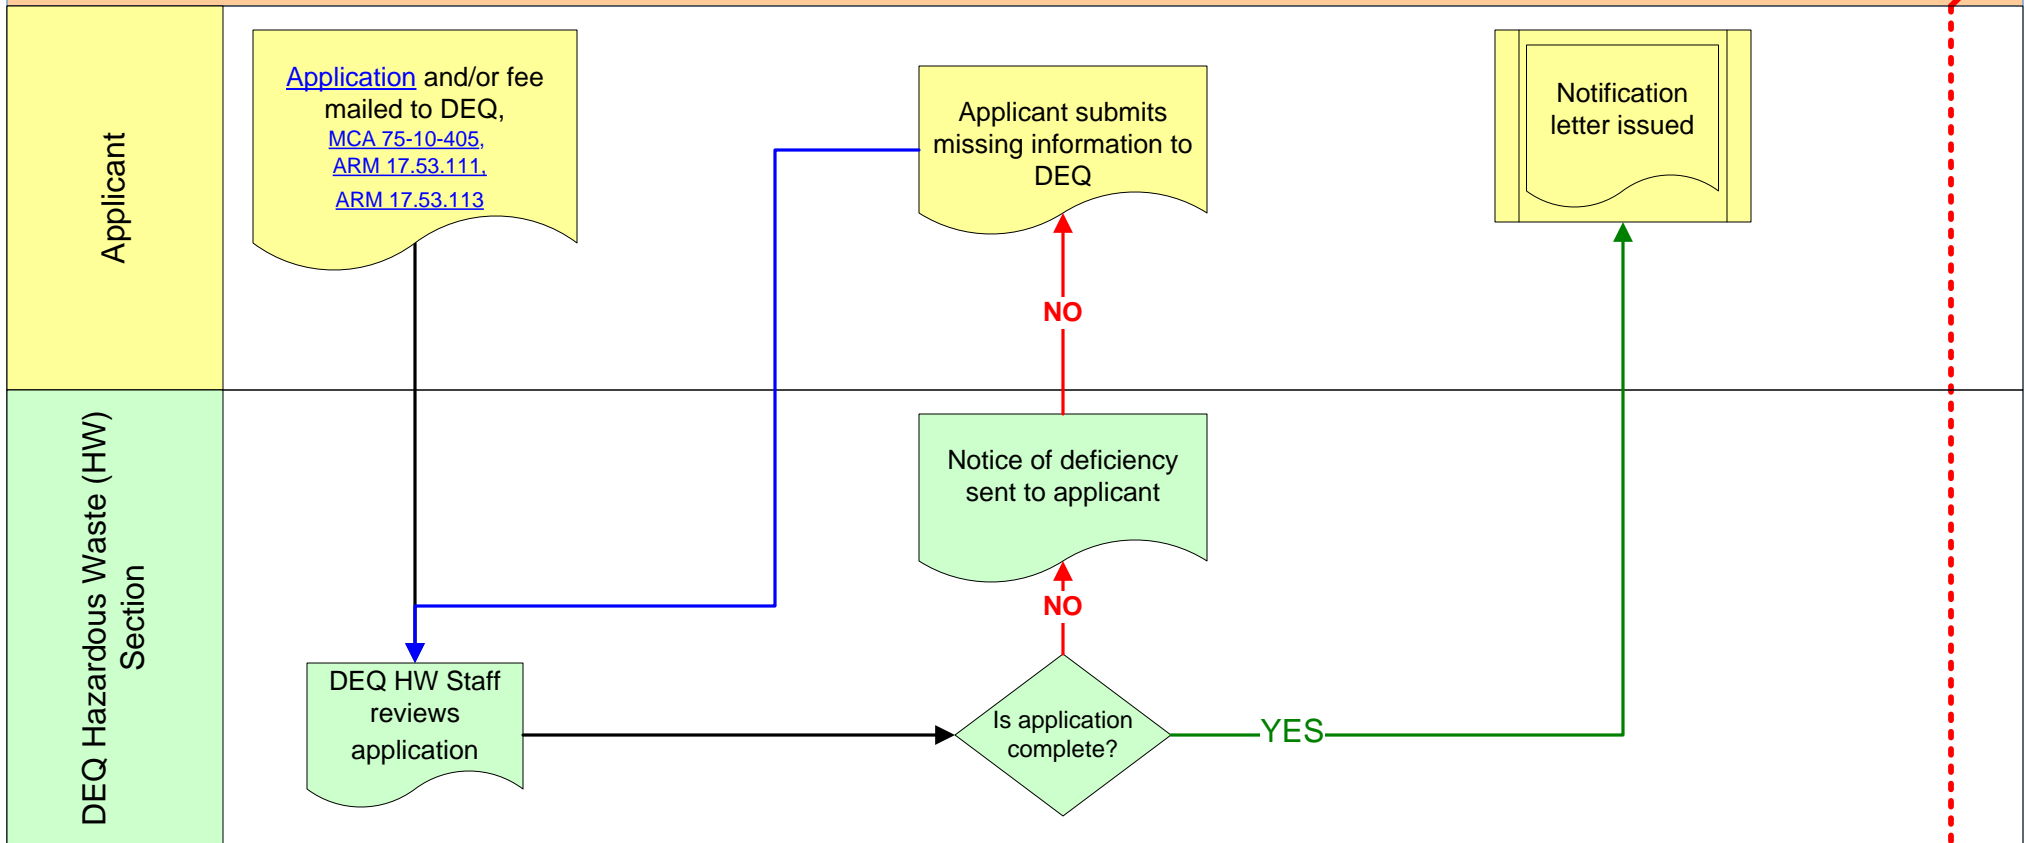 Applicant
Application and/or fee
mailed to DEQ,
MCA 75-10-405,
ARM 17.53.111,
ARM 17.53.113
Applicant submits
missing information to
DEQ
Notification
letter issued
NO
DEQ Hazardous Waste (HW)
Section
Notice of deficiency
sent to applicant
NO
DEQ HW Staff
reviews
application
Is application
complete?
YES